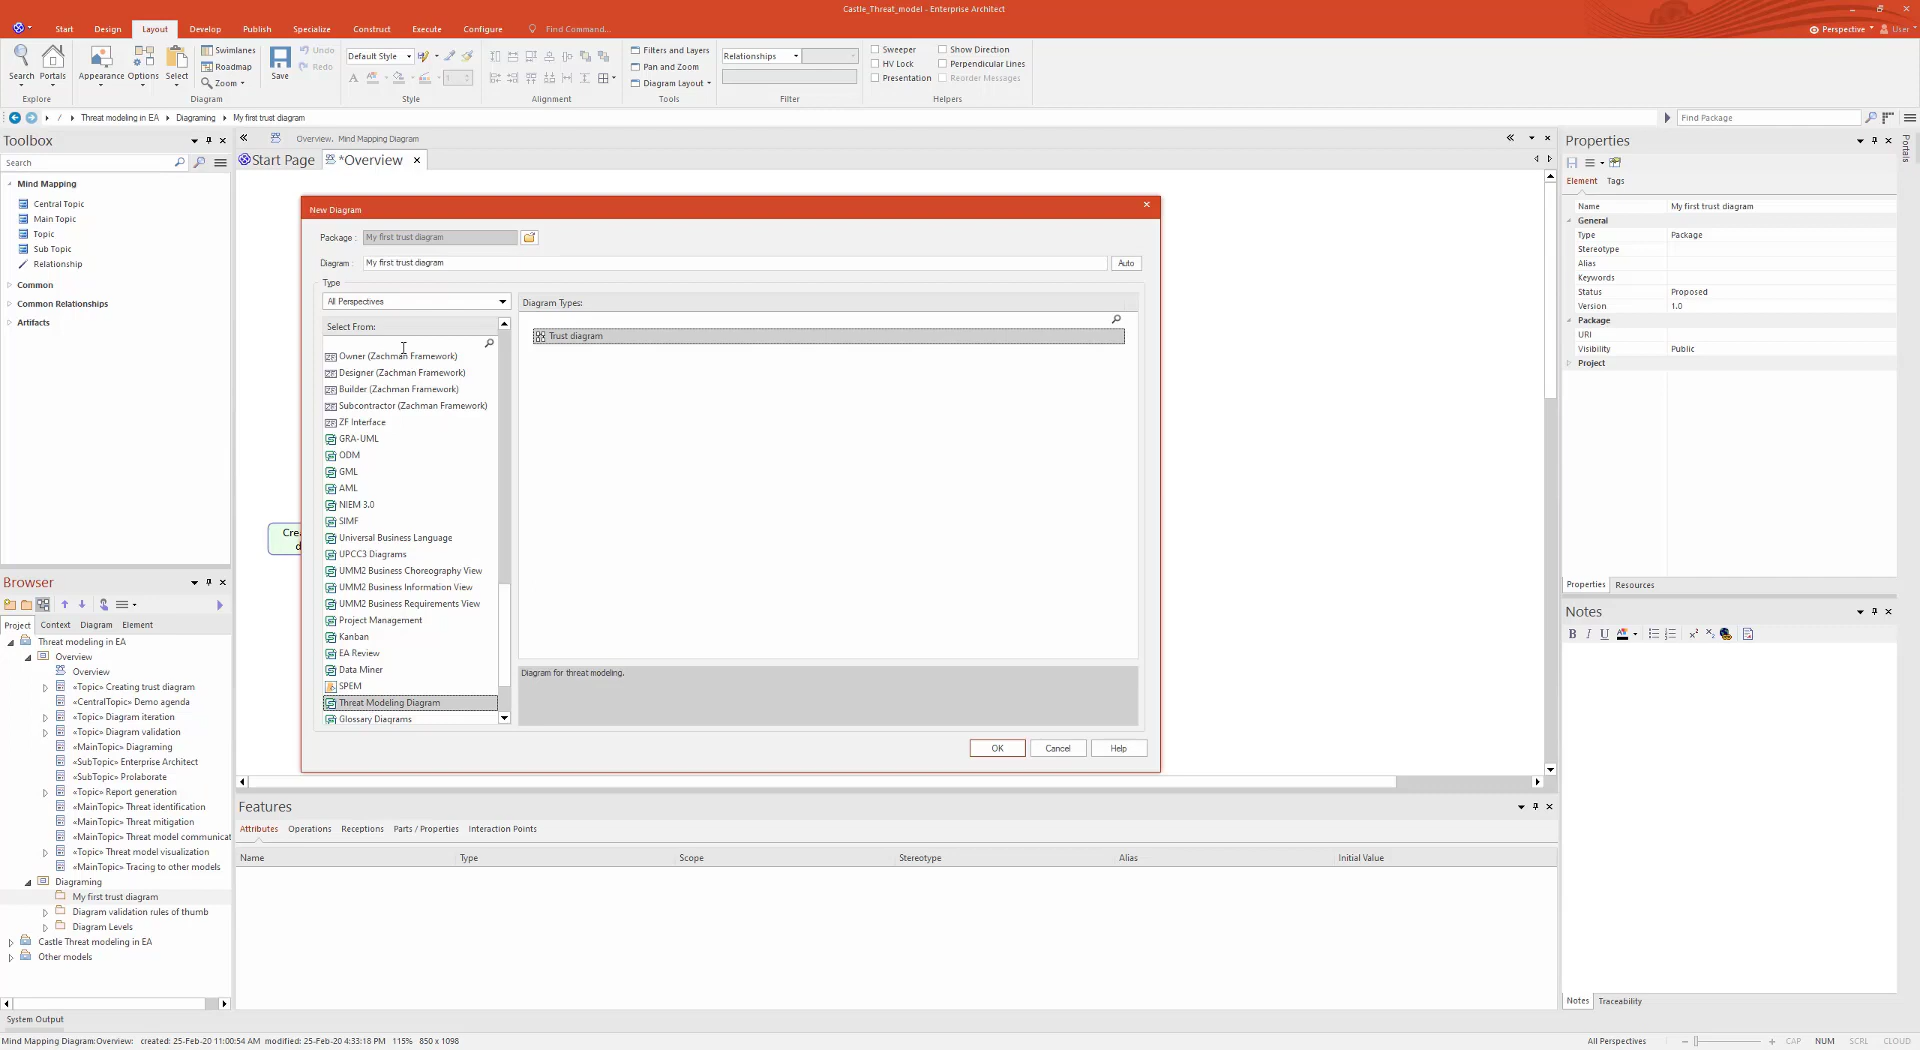 Castle_Threat_model - Enterprise Architect
Start Design Layout Develop Publish Specialize Construct Execute Configure Find Command... Perspective User
Search Portals Appearance Options Select Swimlanes Roadmap Zoom Save Undo Redo Default Style Filters and Layers Pan and Zoom Diagram Layout Relationships Sweeper HV Lock Presentation Show Direction Perpendicular Lines Reorder Messages
Explore Diagram Style Alignment Tools Filter Helpers
/ Threat modeling in EA Diagraming My first trust diagram Find Package
Toolbox
Search
Mind Mapping
Central Topic
Main Topic
Topic
Sub Topic
Relationship
Common
Common Relationships
Artifacts
Overview. Mind Mapping Diagram
Start Page *Overview
Cre
d
New Diagram
Package : My first trust diagram
Diagram : My first trust diagram Auto
Type
All Perspectives
Select From:
Owner (Zachman Framework)
Designer (Zachman Framework)
Builder (Zachman Framework)
Subcontractor (Zachman Framework)
ZF Interface
GRA-UML
ODM
GML
AML
NIEM 3.0
SIMF
Universal Business Language
UPCC3 Diagrams
UMM2 Business Choreography View
UMM2 Business Information View
UMM2 Business Requirements View
Project Management
Kanban
EA Review
Data Miner
SPEM
Threat Modeling Diagram
Glossary Diagrams
Diagram Types:
Trust diagram
Diagram for threat modeling.
OK Cancel Help
Properties
Element Tags
Name My first trust diagram
General
Type Package
Stereotype
Alias
Keywords
Status Proposed
Version 1.0
Package
URI
Visibility Public
Project
Properties Resources
Portals
Notes
B I U A
Notes Traceability
Browser
Project Context Diagram Element
Threat modeling in EA
Overview
Overview
«Topic» Creating trust diagram
«CentralTopic» Demo agenda
«Topic» Diagram iteration
«Topic» Diagram validation
«MainTopic» Diagraming
«SubTopic» Enterprise Architect
«SubTopic» Prolaborate
«Topic» Report generation
«MainTopic» Threat identification
«MainTopic» Threat mitigation
«MainTopic» Threat model communicat
«Topic» Threat model visualization
«MainTopic» Tracing to other models
Diagraming
My first trust diagram
Diagram validation rules of thumb
Diagram Levels
Castle Threat modeling in EA
Other models
Features
Attributes Operations Receptions Parts / Properties Interaction Points
Name Type Scope Stereotype Alias Initial Value
System Output
Mind Mapping Diagram:Overview: created: 25-Feb-20 11:00:54 AM modified: 25-Feb-20 4:33:18 PM 115% 850 x 1098 All Perspectives CAP NUM SCRL CLOUD